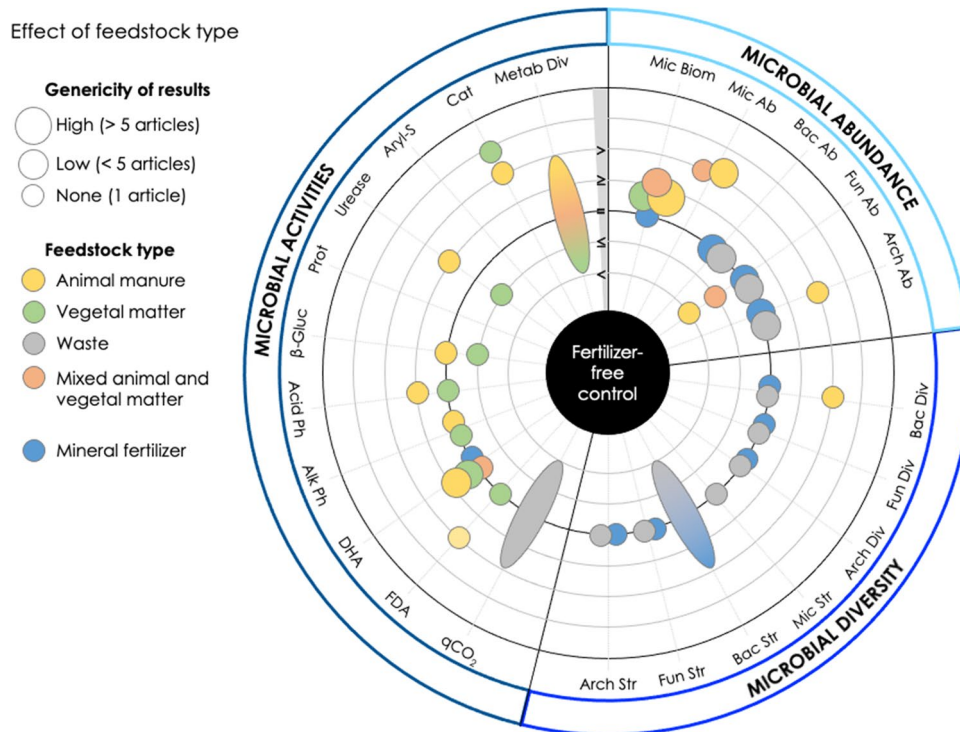 Effect of feedstock type
Genericity of results
High (> 5 articles)
Low (< 5 articles)
None (1 article)
Feedstock type
Animal manure
Vegetal matter
Waste
Mixed animal and
vegetal matter
Mineral fertilizer
MICROBIAL ABUNDANCE
Mic Biom
Mic Ab
Bac Ab
Fun Ab
Arch Ab
MICROBIAL DIVERSITY
Bac Div
Fun Div
Arch Div
Mic Str
Bac Str
Fun Str
Arch Str
MICROBIAL ACTIVITIES
qCO₂
FDA
DHA
Alk Ph
Acid Ph
β-Gluc
Prot
Urease
Aryl-S
Cat
Metab Div
>
≥
=
≤
<
Fertilizer-
free
control